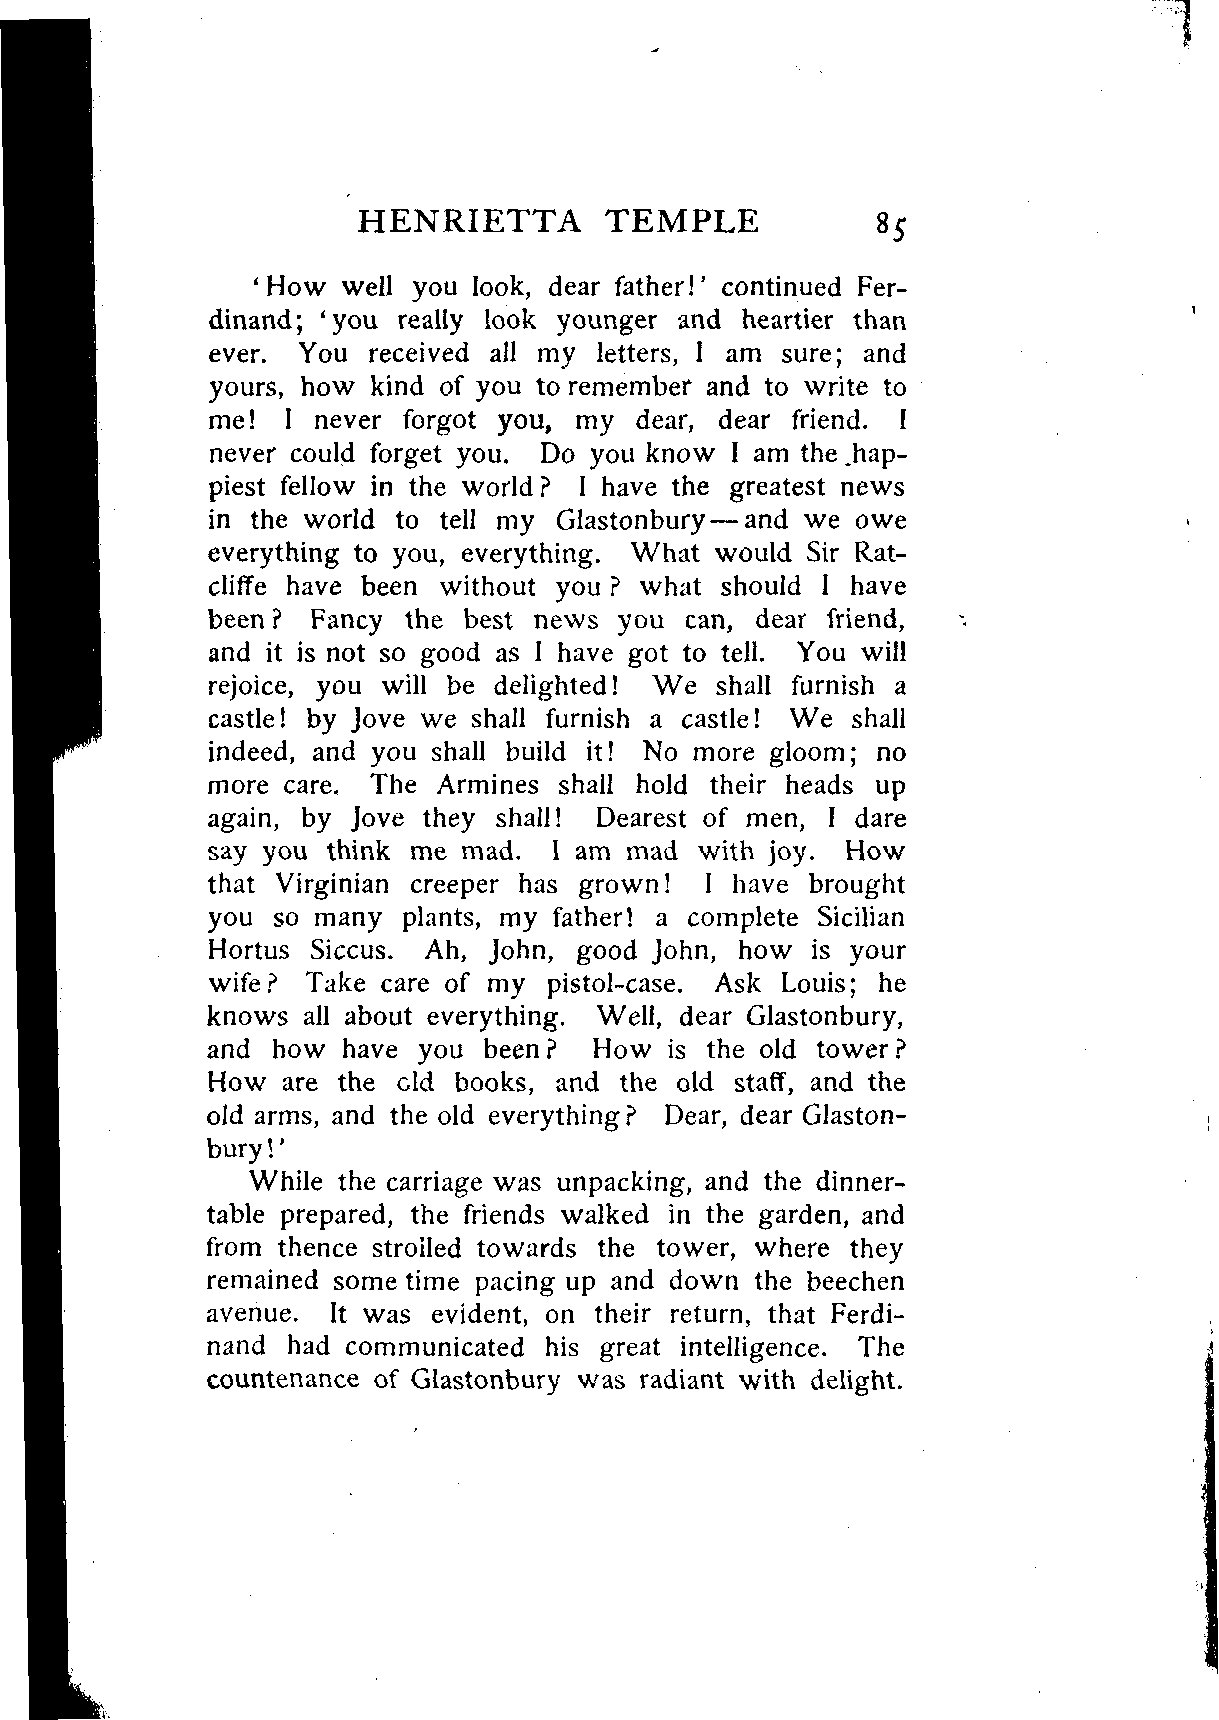 HENRIETTA TEMPLE 85
‘How well you look, dear father!’ continued Fer-
dinand; ‘you really look younger and heartier than
ever. You received all my letters, I am sure; and
yours, how kind of you to remember and to write to
me! I never forgot you, my dear, dear friend. I
never could forget you. Do you know I am the hap-
piest fellow in the world? I have the greatest news
in the world to tell my Glastonbury—and we owe
everything to you, everything. What would Sir Rat-
cliffe have been without you? what should I have
been? Fancy the best news you can, dear friend,
and it is not so good as I have got to tell. You will
rejoice, you will be delighted! We shall furnish a
castle! by Jove we shall furnish a castle! We shall
indeed, and you shall build it! No more gloom; no
more care. The Armines shall hold their heads up
again, by Jove they shall! Dearest of men, I dare
say you think me mad. I am mad with joy. How
that Virginian creeper has grown! I have brought
you so many plants, my father! a complete Sicilian
Hortus Siccus. Ah, John, good John, how is your
wife? Take care of my pistol-case. Ask Louis; he
knows all about everything. Well, dear Glastonbury,
and how have you been? How is the old tower?
How are the old books, and the old staff, and the
old arms, and the old everything? Dear, dear Glaston-
bury!’
While the carriage was unpacking, and the dinner-
table prepared, the friends walked in the garden, and
from thence strolled towards the tower, where they
remained some time pacing up and down the beechen
avenue. It was evident, on their return, that Ferdi-
nand had communicated his great intelligence. The
countenance of Glastonbury was radiant with delight.